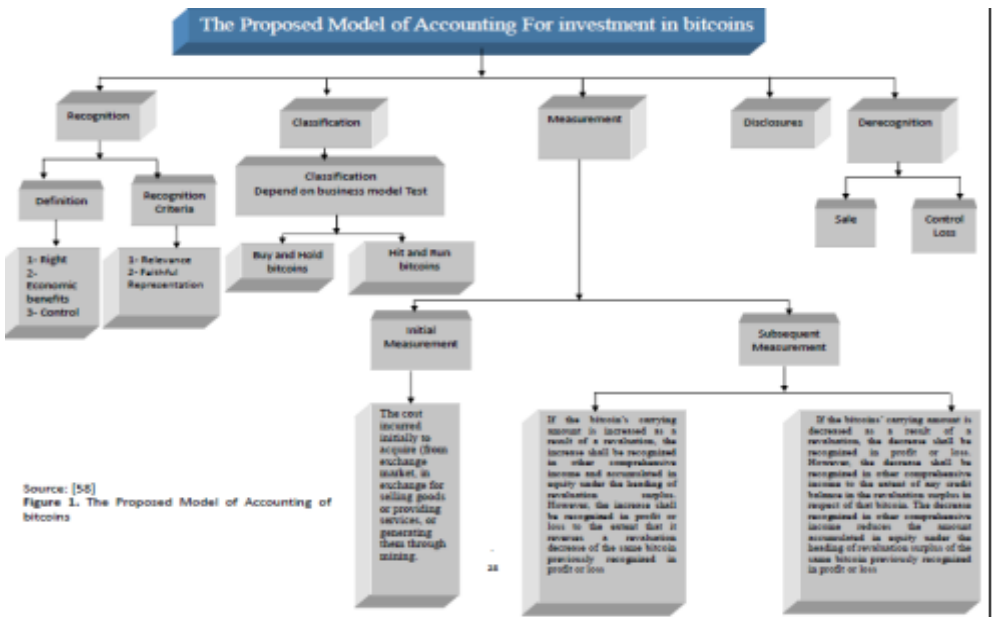 The Proposed Model of Accounting For investment in bitcoins
Recognition
Classification
Measurement
Disclosures
Derecognition
Definition
Recognition
Criteria
Classification
Depend on business model Test
Sale
Control
Loss
1- Right
2-
Economic
benefits
3- Control
1- Relevance
2- Faithful
Representation
Buy and Hold
bitcoins
Hit and Run
bitcoins
Initial
Measurement
Subsequent
Measurement
The cost
incurred
initially to
acquire (from
exchange
market, in
exchange for
selling goods
or providing
services, or
generating
them through
mining.
If the bitcoin's carrying
amount is increased as a
result of a revaluation, the
increase shall be recognized
in other comprehensive
income and accumulated in
equity under the heading of
revaluation surplus.
However, the increase shall
be recognized in profit or
loss to the extent that it
reverses a revaluation
decrease of the same bitcoin
previously recognized in
profit or loss
If the bitcoins' carrying amount is
decreased as a result of a
revaluation, the decrease shall be
recognized in profit or loss.
However, the decrease shall be
recognized in other comprehensive
income to the extent of any credit
balance in the revaluation surplus in
respect of that bitcoin. The decrease
recognized in other comprehensive
income reduces the amount
accumulated in equity under the
heading of revaluation surplus of the
same bitcoin previously recognized
in profit or loss
Source: [58]
Figure 1. The Proposed Model of Accounting of
bitcoins